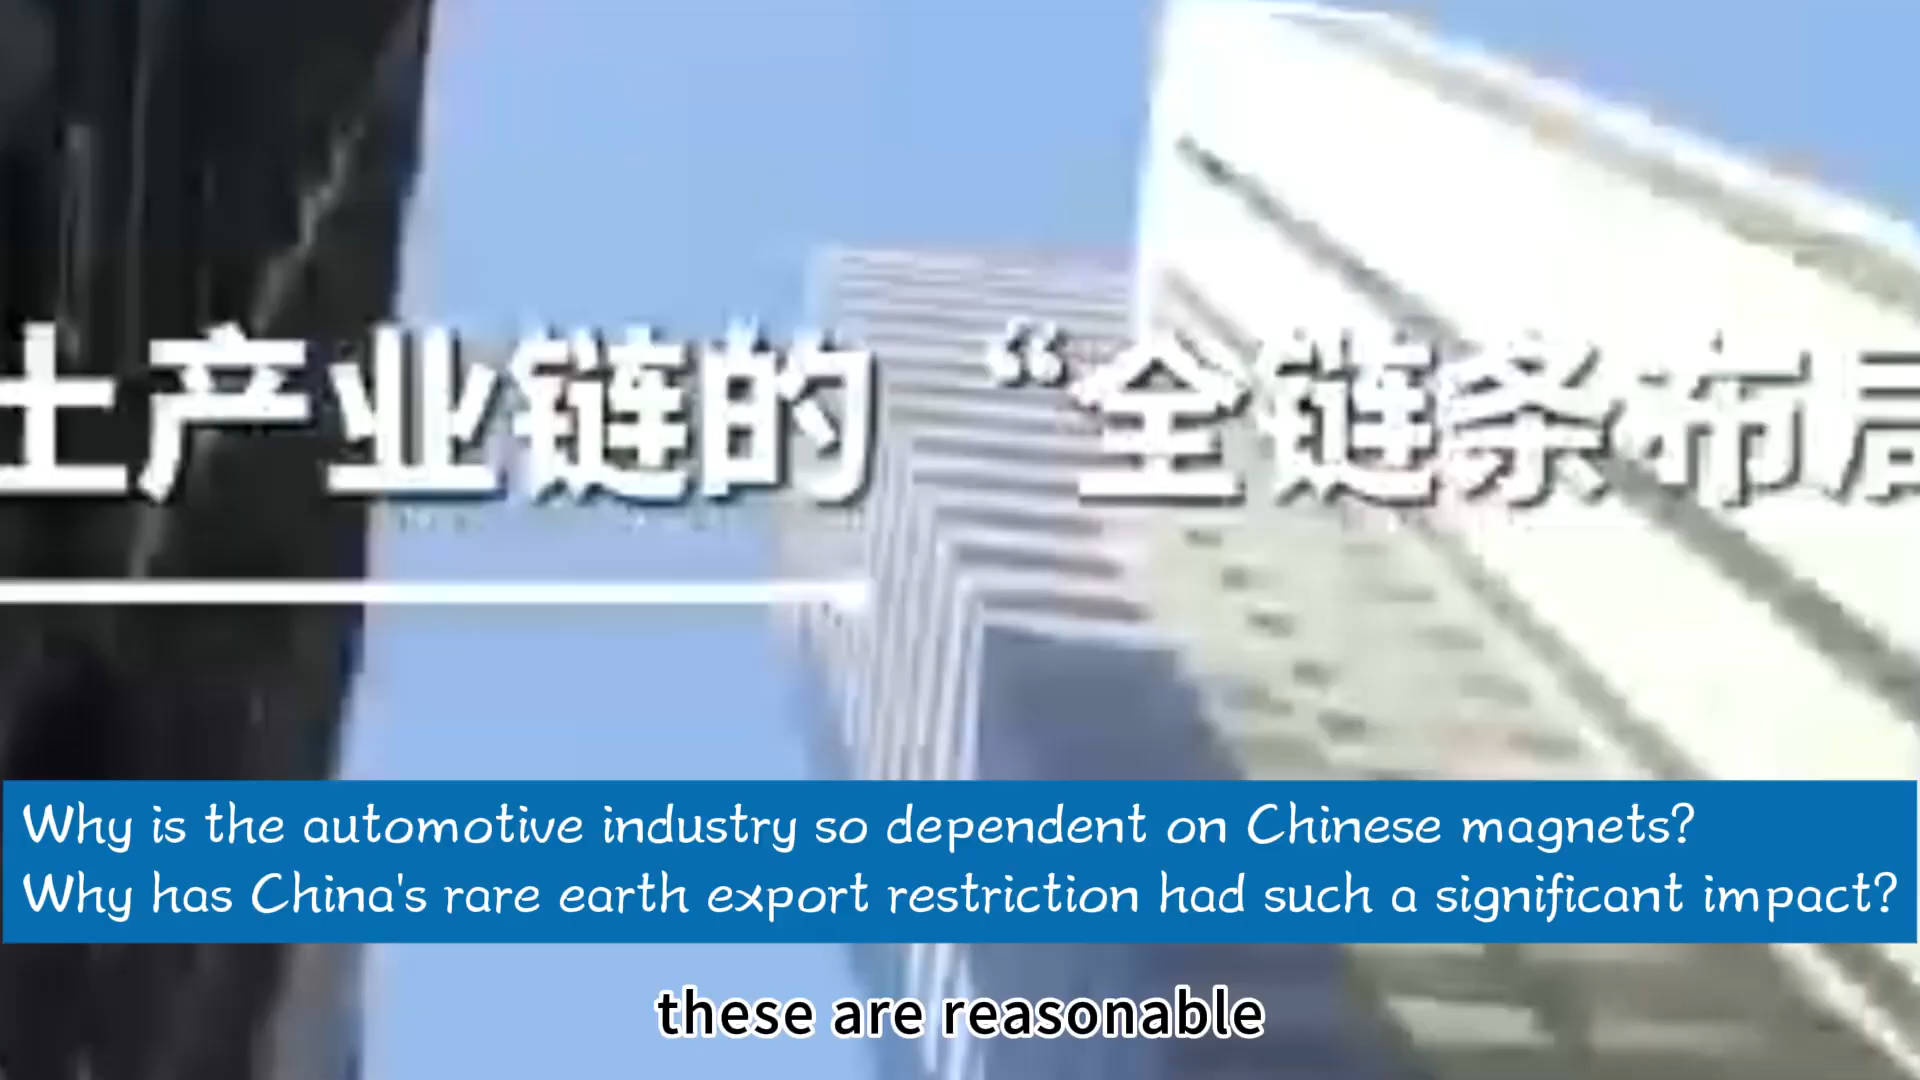 土产业链的 “全链条布局
Why is the automotive industry so dependent on Chinese magnets?
Why has China's rare earth export restriction had such a significant impact?
these are reasonable